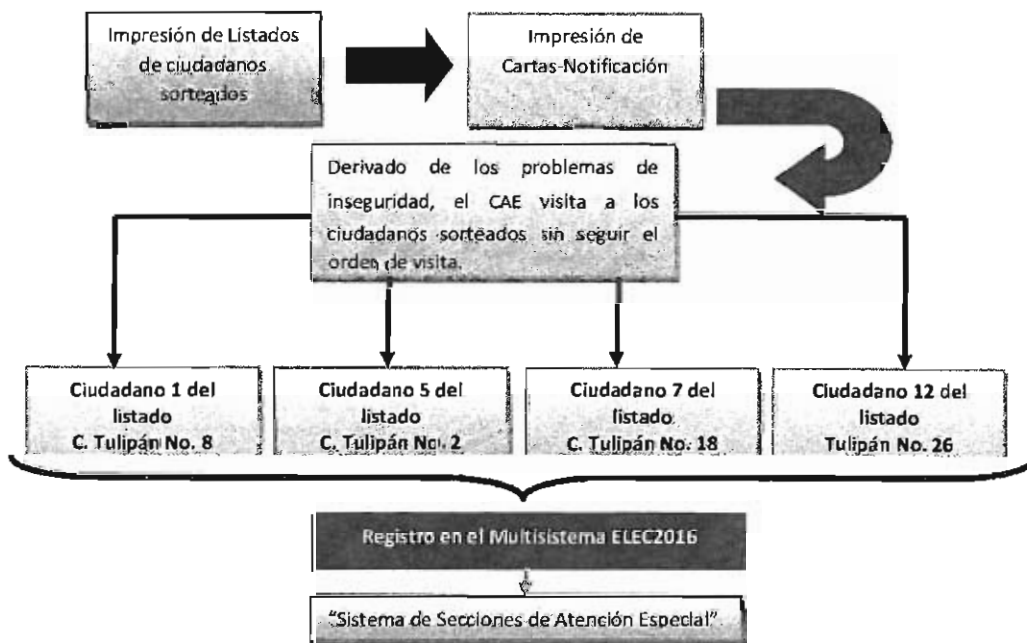 Impresión de Listados
de ciudadanos
sorteados
Impresión de
Cartas-Notificación
Derivado de los problemas de
inseguridad, el CAE visita a los
ciudadanos sorteados sin seguir el
orden de visita.
Ciudadano 1 del
listado
C. Tulipán No. 8
Ciudadano 5 del
listado
C. Tulipán No. 2
Ciudadano 7 del
listado
C. Tulipán No. 18
Ciudadano 12 del
listado
Tulipán No. 26
Registro en el Multisistema ELEC2016
"Sistema de Secciones de Atención Especial".